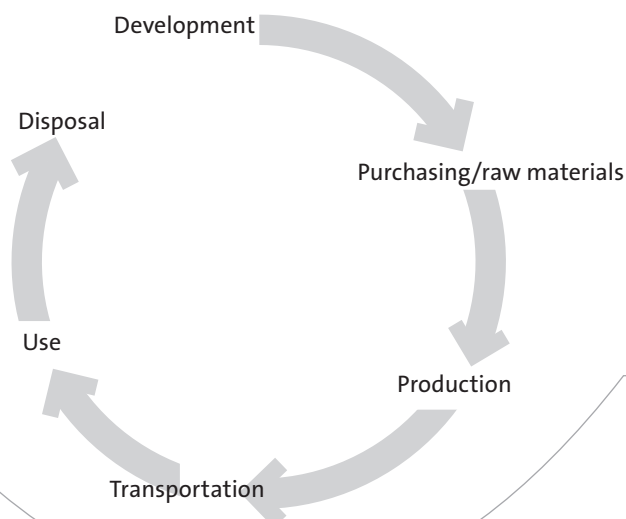 Development
Disposal
Purchasing/raw materials
Use
Production
Transportation